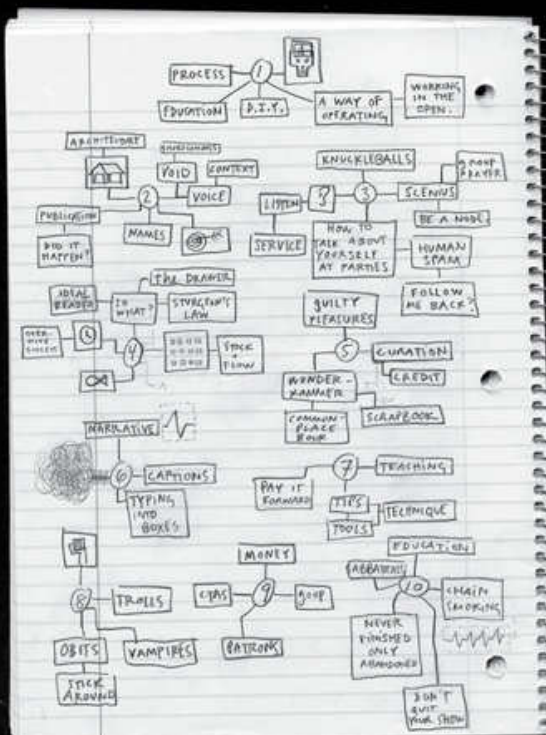 1
PROCESS
EDUCATION
D.I.Y.
A WAY OF
OPERATING
WORKING
IN THE
OPEN.
2
VOID
CONTEXT
VOICE
PUBLICATION
DID IT
HAPPEN?
NAMES
3
KNUCKLEBALLS
SCENIUS
GROUP
BE A NODE
LISTEN
?
SERVICE
HOW TO
TALK ABOUT
YOURSELF
AT PARTIES
HUMAN
SPAM
FOLLOW
ME BACK?
4
THE DRAWER
IDEAL
READER
SO
WHAT?
STURGEON'S
LAW
STOCK
+
FLOW
5
GUILTY
PLEASURES
CURATION
CREDIT
WONDER-
KAMMER
SCRAPBOOK
COMMON-
PLACE
BOOK
6
NARRATIVE
CAPTIONS
TYPING
INTO
BOXES
7
TEACHING
PAY IT
FORWARD
TIPS
TECHNIQUE
TOOLS
8
TROLLS
OBITS
VAMPIRES
STICK
AROUND
9
MONEY
PATRONS
10
EDUCATION
CHAIN
SMOKING
NEVER
FINISHED
ONLY
ABANDONED
DON'T
QUIT
YOUR SHOW